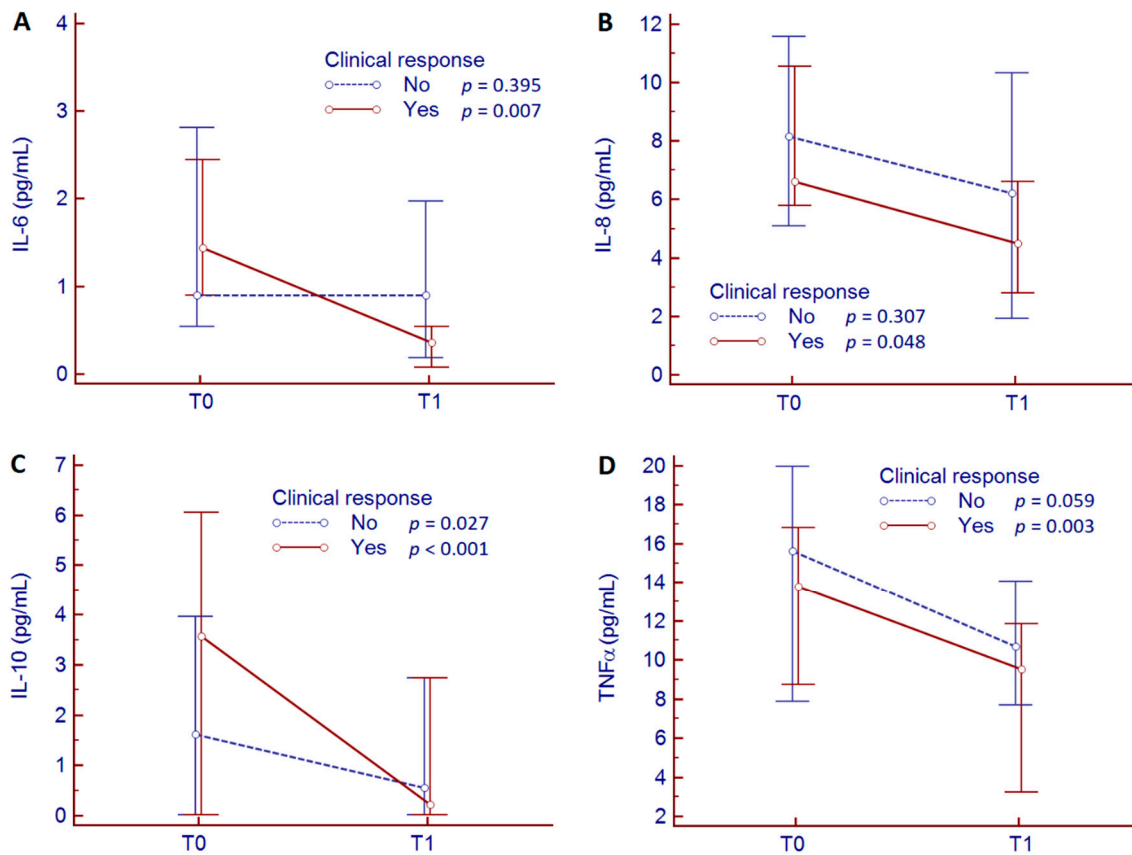 A
IL-6 (pg/mL)
4
3
2
1
0
Clinical response
No p = 0.395
Yes p = 0.007
T0 T1
B
IL-8 (pg/mL)
12
10
8
6
4
2
0
Clinical response
No p = 0.307
Yes p = 0.048
T0 T1
C
IL-10 (pg/mL)
7
6
5
4
3
2
1
0
Clinical response
No p = 0.027
Yes p < 0.001
T0 T1
D
TNFα (pg/mL)
20
18
16
14
12
10
8
6
4
2
Clinical response
No p = 0.059
Yes p = 0.003
T0 T1